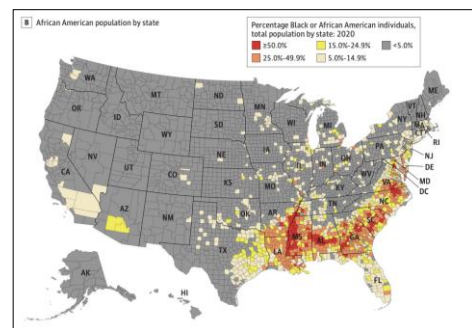 B African American population by state
Percentage Black or African American individuals,
total population by state: 2020
≥50.0% 15.0%-24.9% <5.0%
25.0%-49.9% 5.0%-14.9%
WA
MT
ND
MN
ME
OR
ID
WY
SD
WI
MI
VT
NH
NY
MA
RI
NV
UT
CO
NE
IA
IL
IN
OH
PA
NJ
DE
MD
DC
CA
AZ
NM
KS
MO
KY
WV
VA
OK
AR
TN
NC
SC
TX
LA
MS
AL
GA
FL
AK
HI